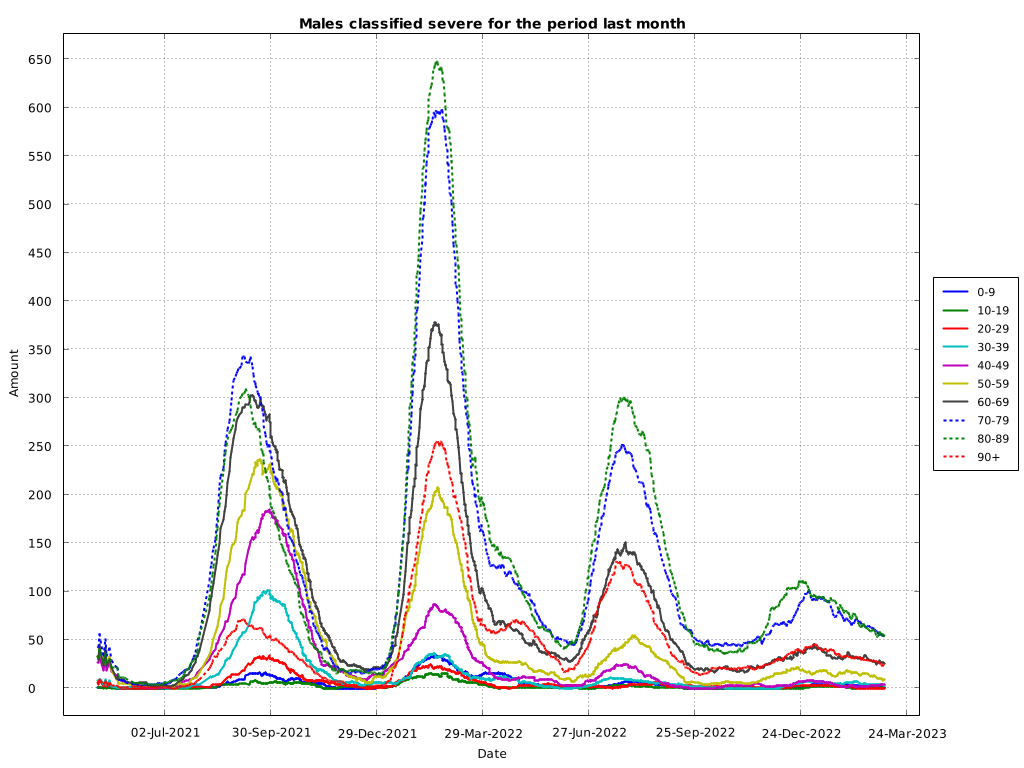 Males classified severe for the period last month
Amount
650
600
550
500
450
400
350
300
250
200
150
100
50
0
02-Jul-2021
30-Sep-2021
29-Dec-2021
29-Mar-2022
27-Jun-2022
25-Sep-2022
24-Dec-2022
24-Mar-2023
Date
0-9
10-19
20-29
30-39
40-49
50-59
60-69
70-79
80-89
90+